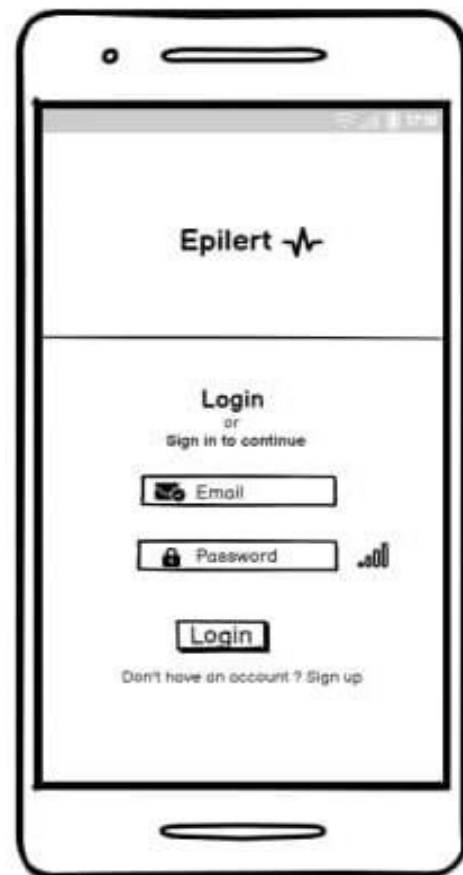 Epilert
Login
or
Sign in to continue
Email
Password
Login
Don't have an account ? Sign up